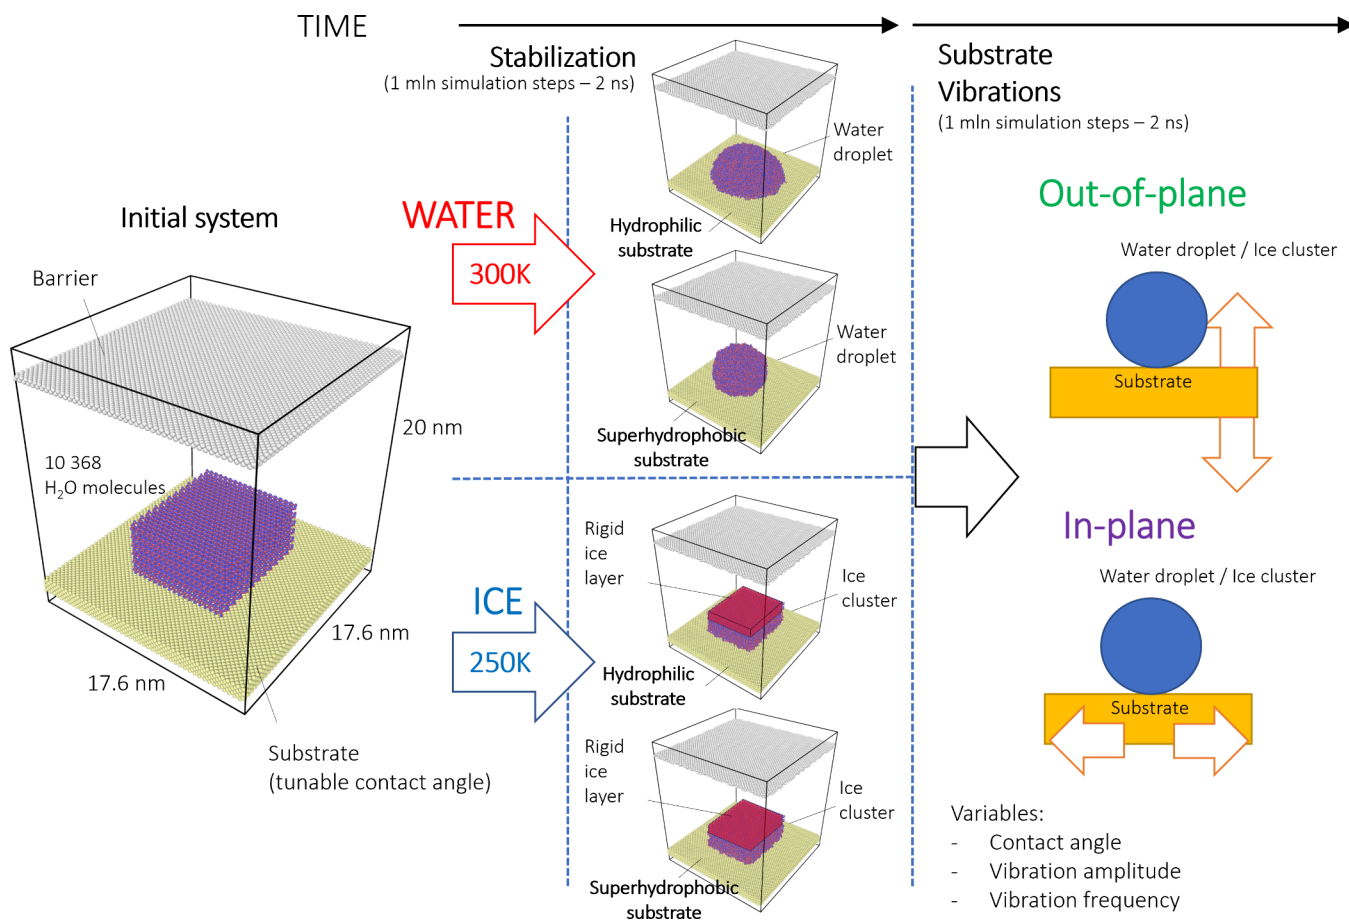 TIME
Stabilization
(1 mln simulation steps – 2 ns)
Substrate
Vibrations
(1 mln simulation steps – 2 ns)
Initial system
Barrier
20 nm
10 368
H₂O molecules
17.6 nm
17.6 nm
Substrate
(tunable contact angle)
WATER
300K
Water
droplet
Hydrophilic
substrate
Water
droplet
Superhydrophobic
substrate
ICE
250K
Rigid
ice
layer
Ice
cluster
Hydrophilic
substrate
Rigid
ice
layer
Ice
cluster
Superhydrophobic
substrate
Out-of-plane
Water droplet / Ice cluster
Substrate
In-plane
Water droplet / Ice cluster
Substrate
Variables:
- Contact angle
- Vibration amplitude
- Vibration frequency